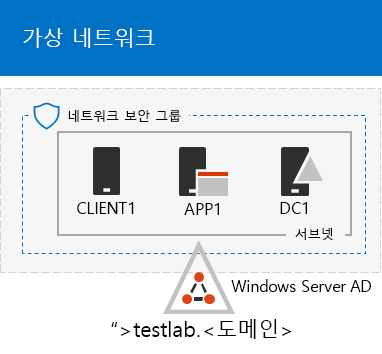 가상 네트워크
네트워크 보안 그룹
CLIENT1
APP1
DC1
서브넷
Windows Server AD
“>testlab.<도메인>